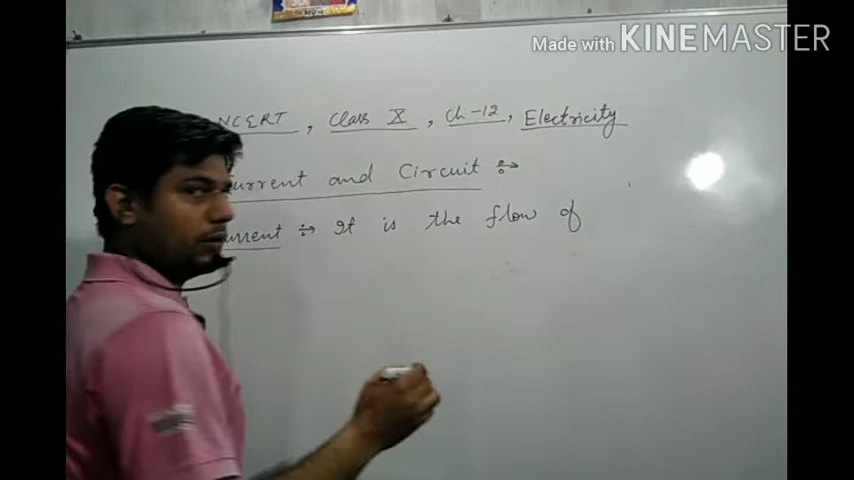 Made with KINEMASTER
NCERT, Class X, Ch-12, Electricity
urrent and Circuit ÷→
urrent ÷→ It is the flow of